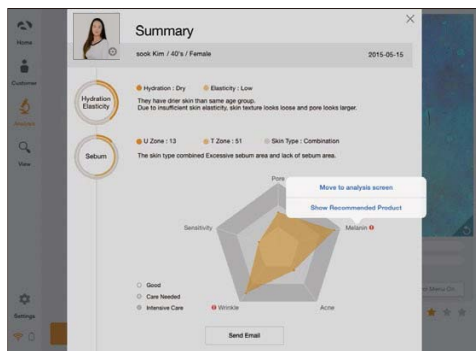 Summary
sook Kim / 40's / Female
2015-05-15
Home
Customer
Analysis
View
Settings
Hydration
Elasticity
Hydration : Dry
Elasticity : Low
They have drier skin than same age group.
Due to insufficient skin elasticity, skin texture looks loose and pore looks larger.
Sebum
U Zone : 13
T Zone : 51
Skin Type : Combination
The skin type combined Excessive sebum area and lack of sebum area.
Pore
Move to analysis screen
Show Recommended Product
Sensitivity
Melanin
Wrinkle
Acne
Good
Care Needed
Intensive Care
Send Email